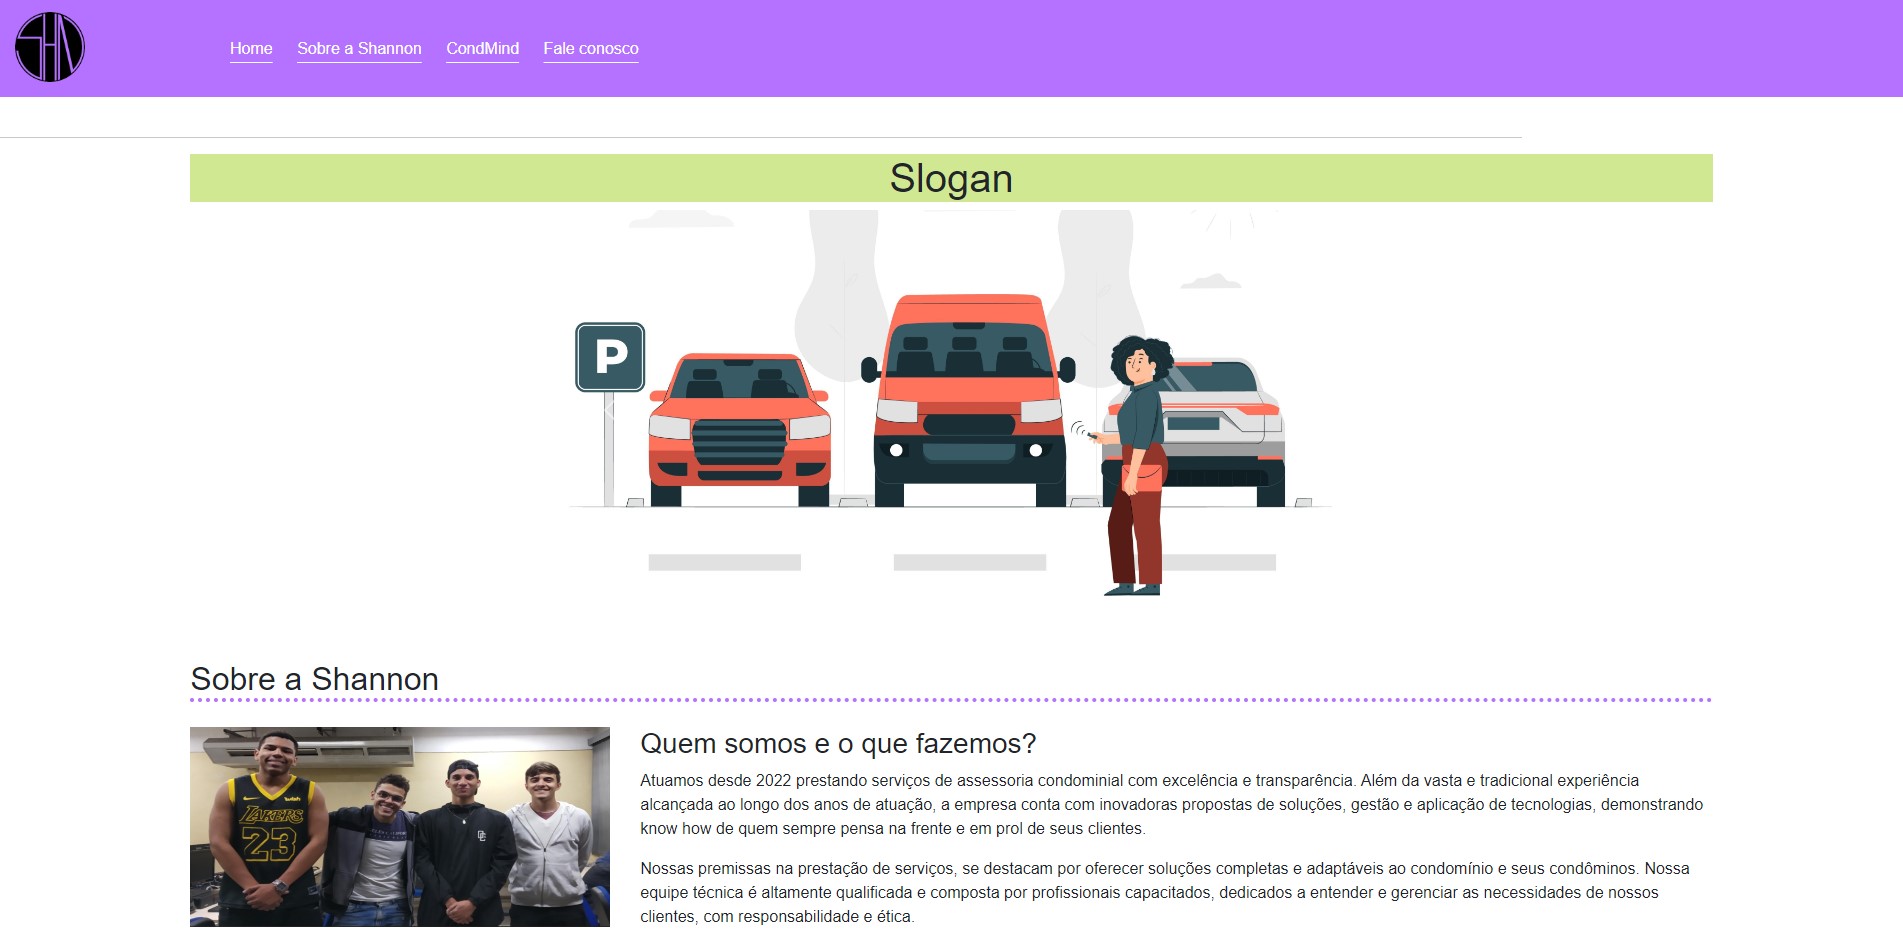 SHN
Home Sobre a Shannon CondMind Fale conosco
Slogan
P
Sobre a Shannon
LAKERS
23
Quem somos e o que fazemos?
Atuamos desde 2022 prestando serviços de assessoria condominial com excelência e transparência. Além da vasta e tradicional experiência
alcançada ao longo dos anos de atuação, a empresa conta com inovadoras propostas de soluções, gestão e aplicação de tecnologias, demonstrando
know how de quem sempre pensa na frente e em prol de seus clientes.
Nossas premissas na prestação de serviços, se destacam por oferecer soluções completas e adaptáveis ao condomínio e seus condôminos. Nossa
equipe técnica é altamente qualificada e composta por profissionais capacitados, dedicados a entender e gerenciar as necessidades de nossos
clientes, com responsabilidade e ética.